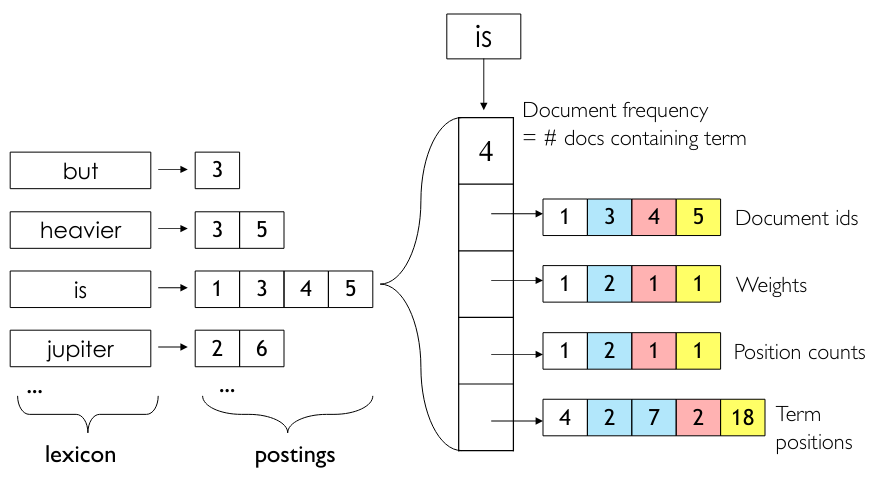 is
Document frequency
= # docs containing term
4
but
3
heavier
3 5
is
1 3 4 5
jupiter
2 6
...
...
lexicon
postings
1 3 4 5
Document ids
1 2 1 1
Weights
1 2 1 1
Position counts
4 2 7 2 18
Term
positions